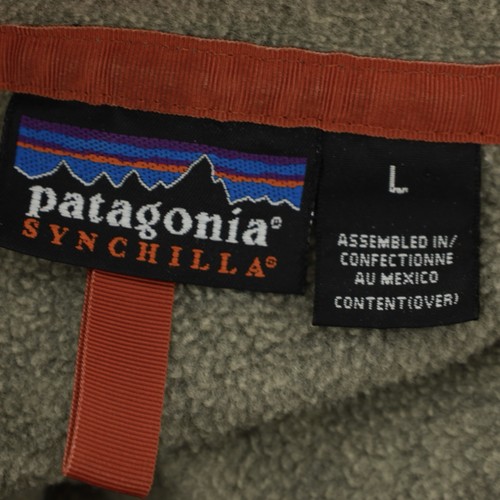 patagonia®
SYNCHILLA®
L
ASSEMBLED IN/
CONFECTIONNE
AU MEXICO
CONTENT(OVER)